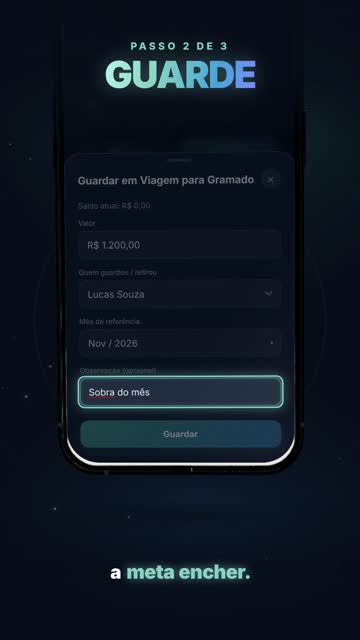 PASSO 2 DE 3
GUARDE
Guardar em Viagem para Gramado
Saldo atual: R$ 0,00
Valor
R$ 1.200,00
Quem guardou / retirou
Lucas Souza
Mês de referência
Nov / 2026
Observação (opcional)
Sobra do mês
Guardar
a meta encher.